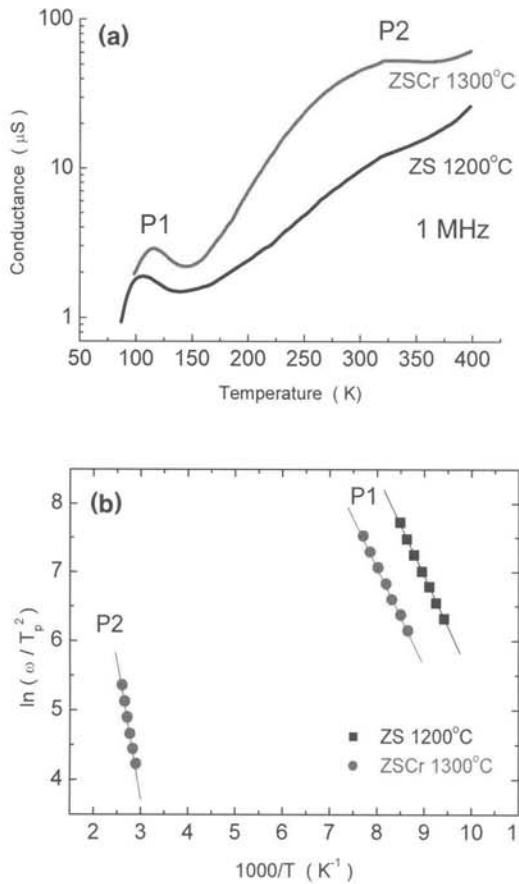 (a)
P2
ZSCr 1300°C
ZS 1200°C
P1
1 MHz
Conductance ( μS )
100
10
1
50 100 150 200 250 300 350 400
Temperature ( K )
(b)
P1
P2
ln ( ω / Tₚ² )
8
7
6
5
4
ZS 1200°C
ZSCr 1300°C
2 3 4 5 6 7 8 9 10 1
1000/T ( K⁻¹ )